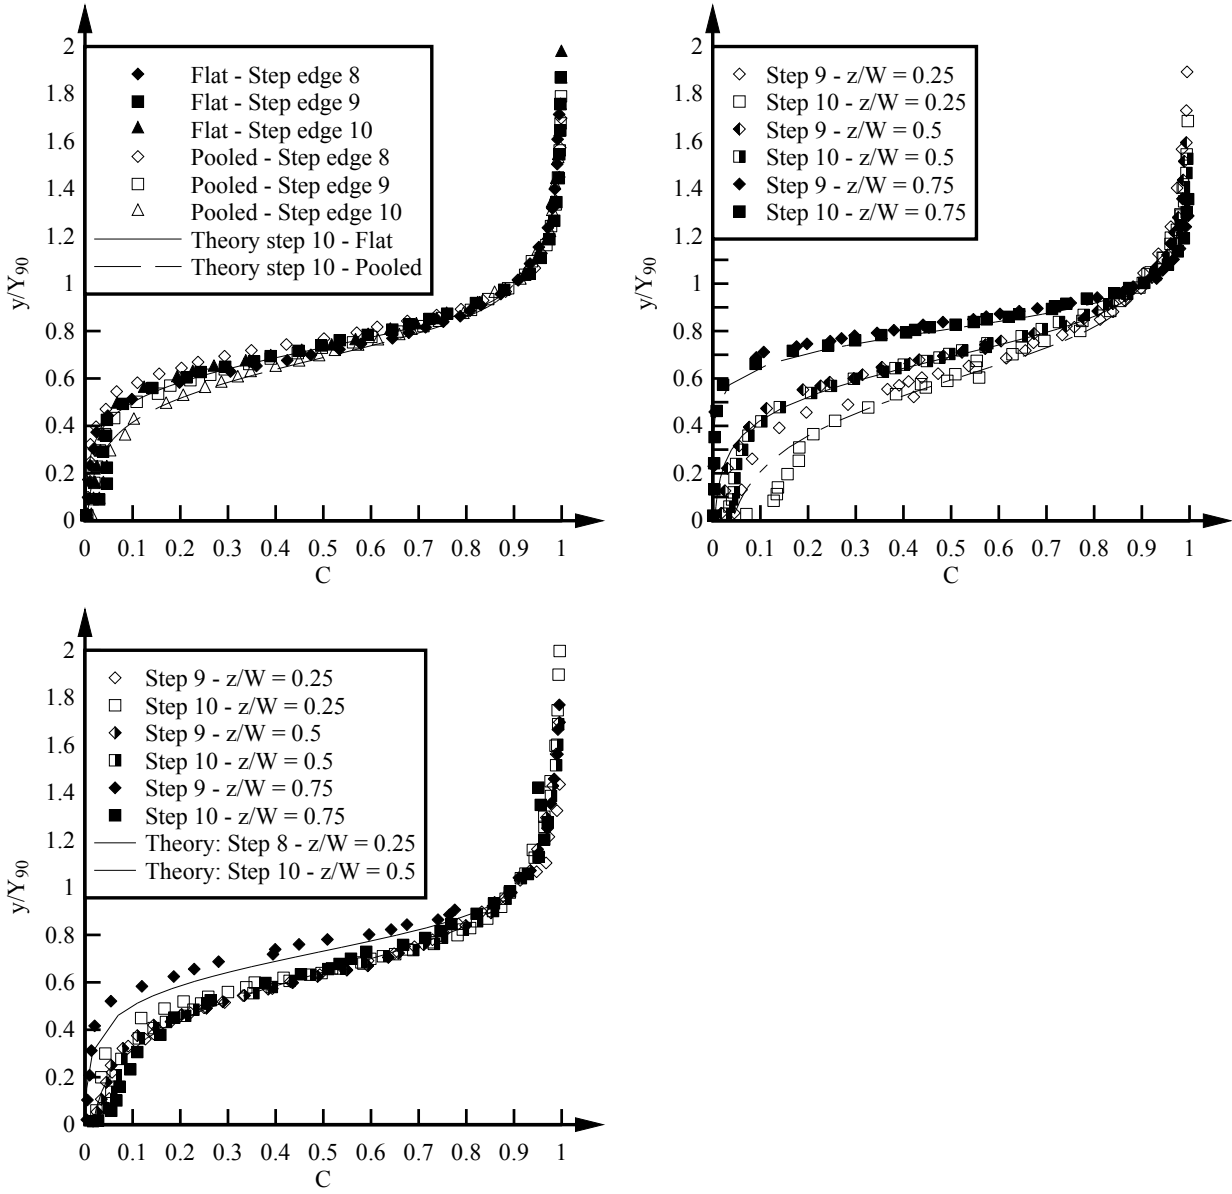 2
1.8
1.6
1.4
1.2
1
0.8
0.6
0.4
0.2
0
y/Y90
Flat - Step edge 8
Flat - Step edge 9
Flat - Step edge 10
Pooled - Step edge 8
Pooled - Step edge 9
Pooled - Step edge 10
Theory step 10 - Flat
Theory step 10 - Pooled
0 0.1 0.2 0.3 0.4 0.5 0.6 0.7 0.8 0.9 1
C
2
1.8
1.6
1.4
1.2
1
0.8
0.6
0.4
0.2
0
y/Y90
Step 9 - z/W = 0.25
Step 10 - z/W = 0.25
Step 9 - z/W = 0.5
Step 10 - z/W = 0.5
Step 9 - z/W = 0.75
Step 10 - z/W = 0.75
0 0.1 0.2 0.3 0.4 0.5 0.6 0.7 0.8 0.9 1
C
2
1.8
1.6
1.4
1.2
1
0.8
0.6
0.4
0.2
0
y/Y90
Step 9 - z/W = 0.25
Step 10 - z/W = 0.25
Step 9 - z/W = 0.5
Step 10 - z/W = 0.5
Step 9 - z/W = 0.75
Step 10 - z/W = 0.75
Theory: Step 8 - z/W = 0.25
Theory: Step 10 - z/W = 0.5
0 0.1 0.2 0.3 0.4 0.5 0.6 0.7 0.8 0.9 1
C